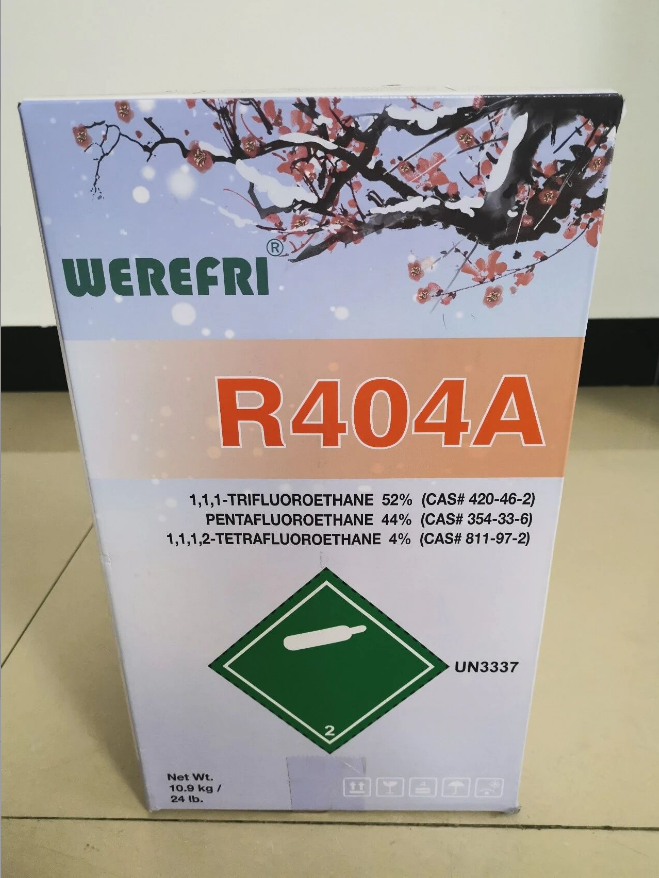 WEREFRI®
R404A
1,1,1-TRIFLUOROETHANE 52% (CAS# 420-46-2)
PENTAFLUOROETHANE 44% (CAS# 354-33-6)
1,1,1,2-TETRAFLUOROETHANE 4% (CAS# 811-97-2)
UN3337
2
Net Wt.
10.9 kg /
24 lb.